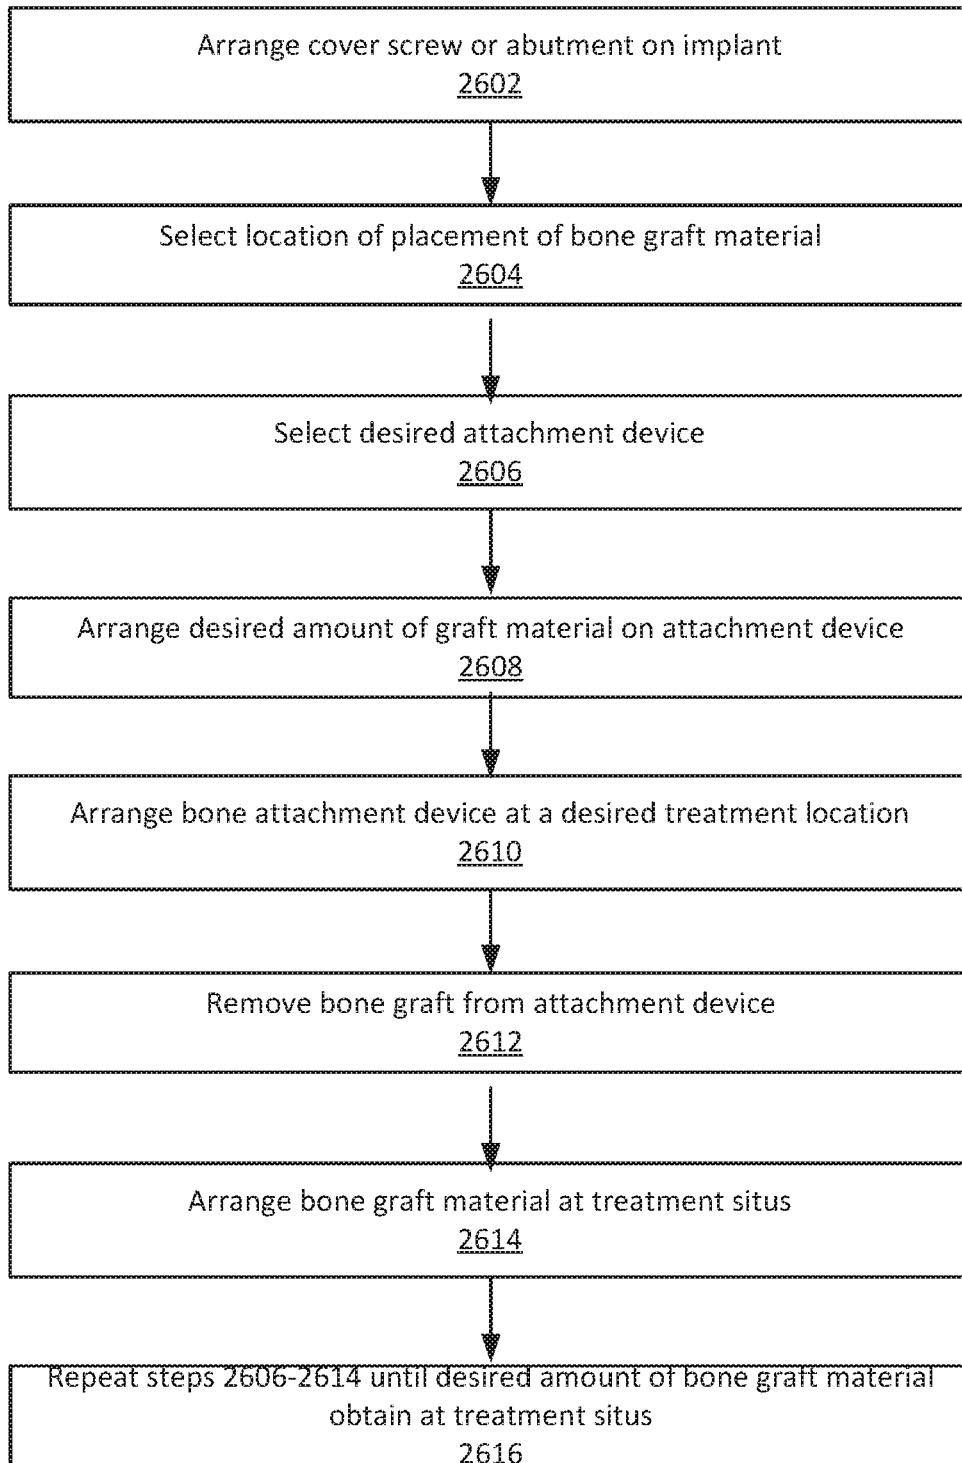 Arrange cover screw or abutment on implant
2602
Select location of placement of bone graft material
2604
Select desired attachment device
2606
Arrange desired amount of graft material on attachment device
2608
Arrange bone attachment device at a desired treatment location
2610
Remove bone graft from attachment device
2612
Arrange bone graft material at treatment situs
2614
Repeat steps 2606-2614 until desired amount of bone graft material
obtain at treatment situs
2616